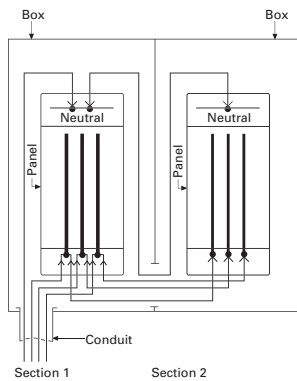 Box
Box
Neutral
Neutral
Panel
Panel
Conduit
Section 1
Section 2